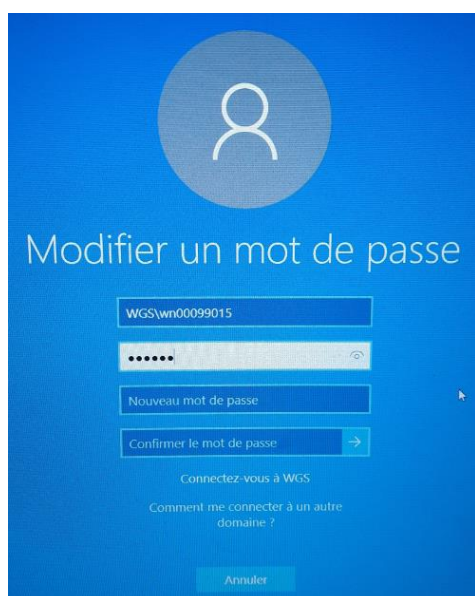 Modifier un mot de passe
WGS\wn00099015
••••••
Nouveau mot de passe
Confirmer le mot de passe
Connectez-vous à WGS
Comment me connecter à un autre
domaine ?
Annuler